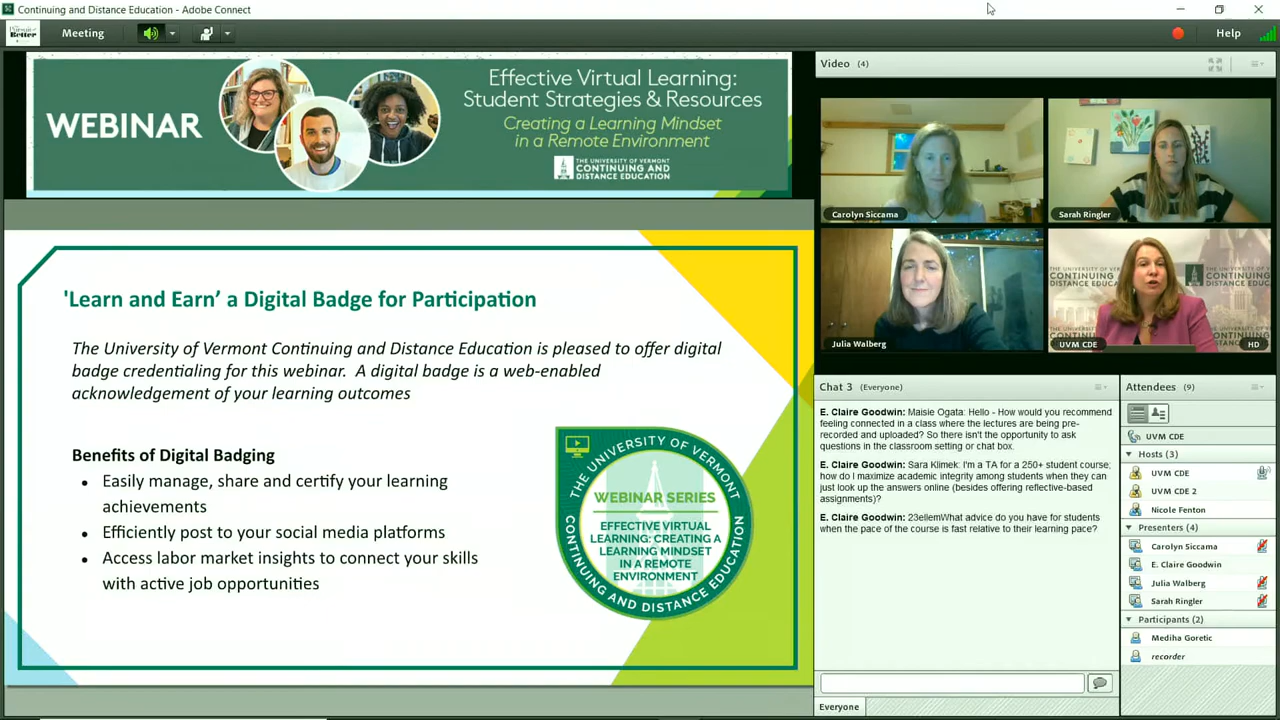 Continuing and Distance Education - Adobe Connect
Meeting
Help
WEBINAR
Effective Virtual Learning:
Student Strategies & Resources
Creating a Learning Mindset
in a Remote Environment
THE UNIVERSITY OF VERMONT
CONTINUING AND
DISTANCE EDUCATION
'Learn and Earn’ a Digital Badge for Participation
The University of Vermont Continuing and Distance Education is pleased to offer digital
badge credentialing for this webinar. A digital badge is a web-enabled
acknowledgement of your learning outcomes
Benefits of Digital Badging
• Easily manage, share and certify your learning
achievements
• Efficiently post to your social media platforms
• Access labor market insights to connect your skills
with active job opportunities
THE UNIVERSITY OF VERMONT
WEBINAR SERIES
EFFECTIVE VIRTUAL
LEARNING: CREATING A
LEARNING MINDSET
IN A REMOTE
ENVIRONMENT
CONTINUING AND DISTANCE EDUCATION
Video (4)
Carolyn Siccama
Sarah Ringler
Julia Walberg
UVM CDE
HD
Chat 3 (Everyone)
E. Claire Goodwin: Maisie Ogata: Hello - How would you recommend
feeling connected in a class where the lectures are being pre-
recorded and uploaded? So there isn't the opportunity to ask
questions in the classroom setting or chat box.
E. Claire Goodwin: Sara Klimek: I'm a TA for a 250+ student course;
how do I maximize academic integrity among students when they can
just look up the answers online (besides offering reflective-based
assignments)?
E. Claire Goodwin: 23ellemWhat advice do you have for students
when the pace of the course is fast relative to their learning pace?
Everyone
Attendees (9)
UVM CDE
Hosts (3)
UVM CDE
UVM CDE 2
Nicole Fenton
Presenters (4)
Carolyn Siccama
E. Claire Goodwin
Julia Walberg
Sarah Ringler
Participants (2)
Mediha Goretic
recorder